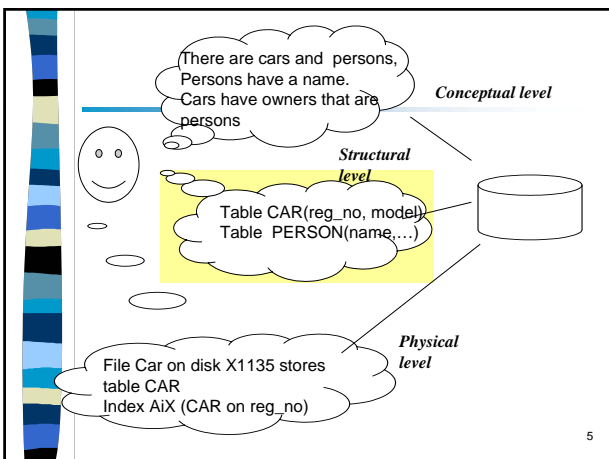 There are cars and persons,
Persons have a name.
Cars have owners that are
persons
Conceptual level
Structural
level
Table CAR(reg_no, model)
Table PERSON(name,...)
Physical
level
File Car on disk X1135 stores
table CAR
Index AiX (CAR on reg_no)
5